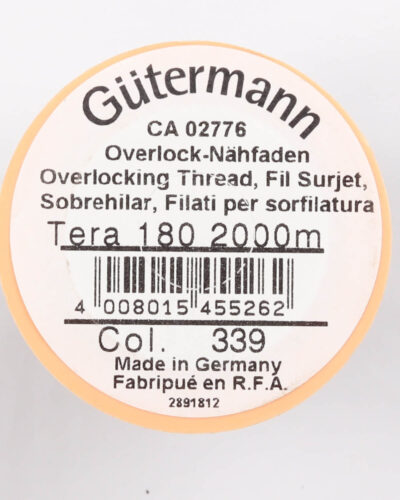 Gütermann
CA 02776
Overlock-Nähfaden
Overlocking Thread, Fil Surjet,
Sobrehilar, Filati per sorfilatura
Tera 180 2000m
4 008015 455262
Col. 339
Made in Germany
Fabriqué en R.F.A.
2891812